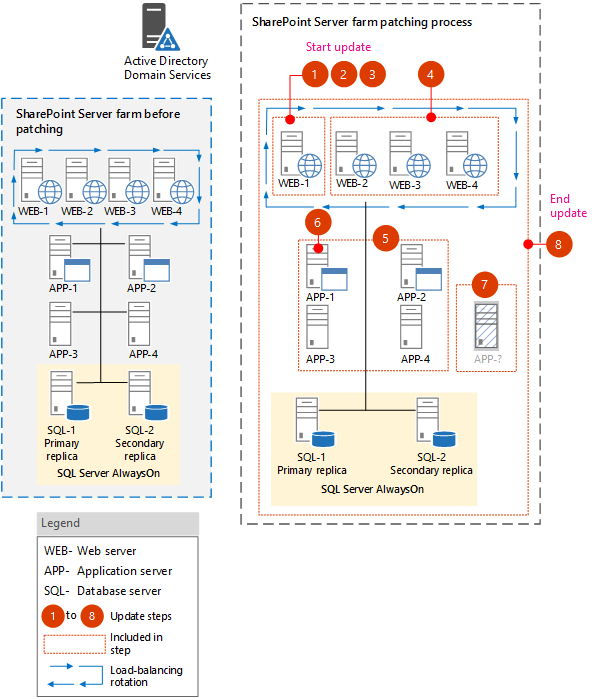 Active Directory
Domain Services
SharePoint Server farm before
patching
WEB-1
WEB-2
WEB-3
WEB-4
APP-1
APP-2
APP-3
APP-4
SQL-1
Primary
replica
SQL-2
Secondary
replica
SQL Server AlwaysOn
SharePoint Server farm patching process
Start update
1
2
3
4
WEB-1
WEB-2
WEB-3
WEB-4
End
update
8
6
5
7
APP-1
APP-2
APP-3
APP-4
APP-?
SQL-1
Primary replica
SQL-2
Secondary replica
SQL Server AlwaysOn
Legend
WEB- Web server
APP- Application server
SQL- Database server
1 to 8 Update steps
Included in
step
Load-balancing
rotation